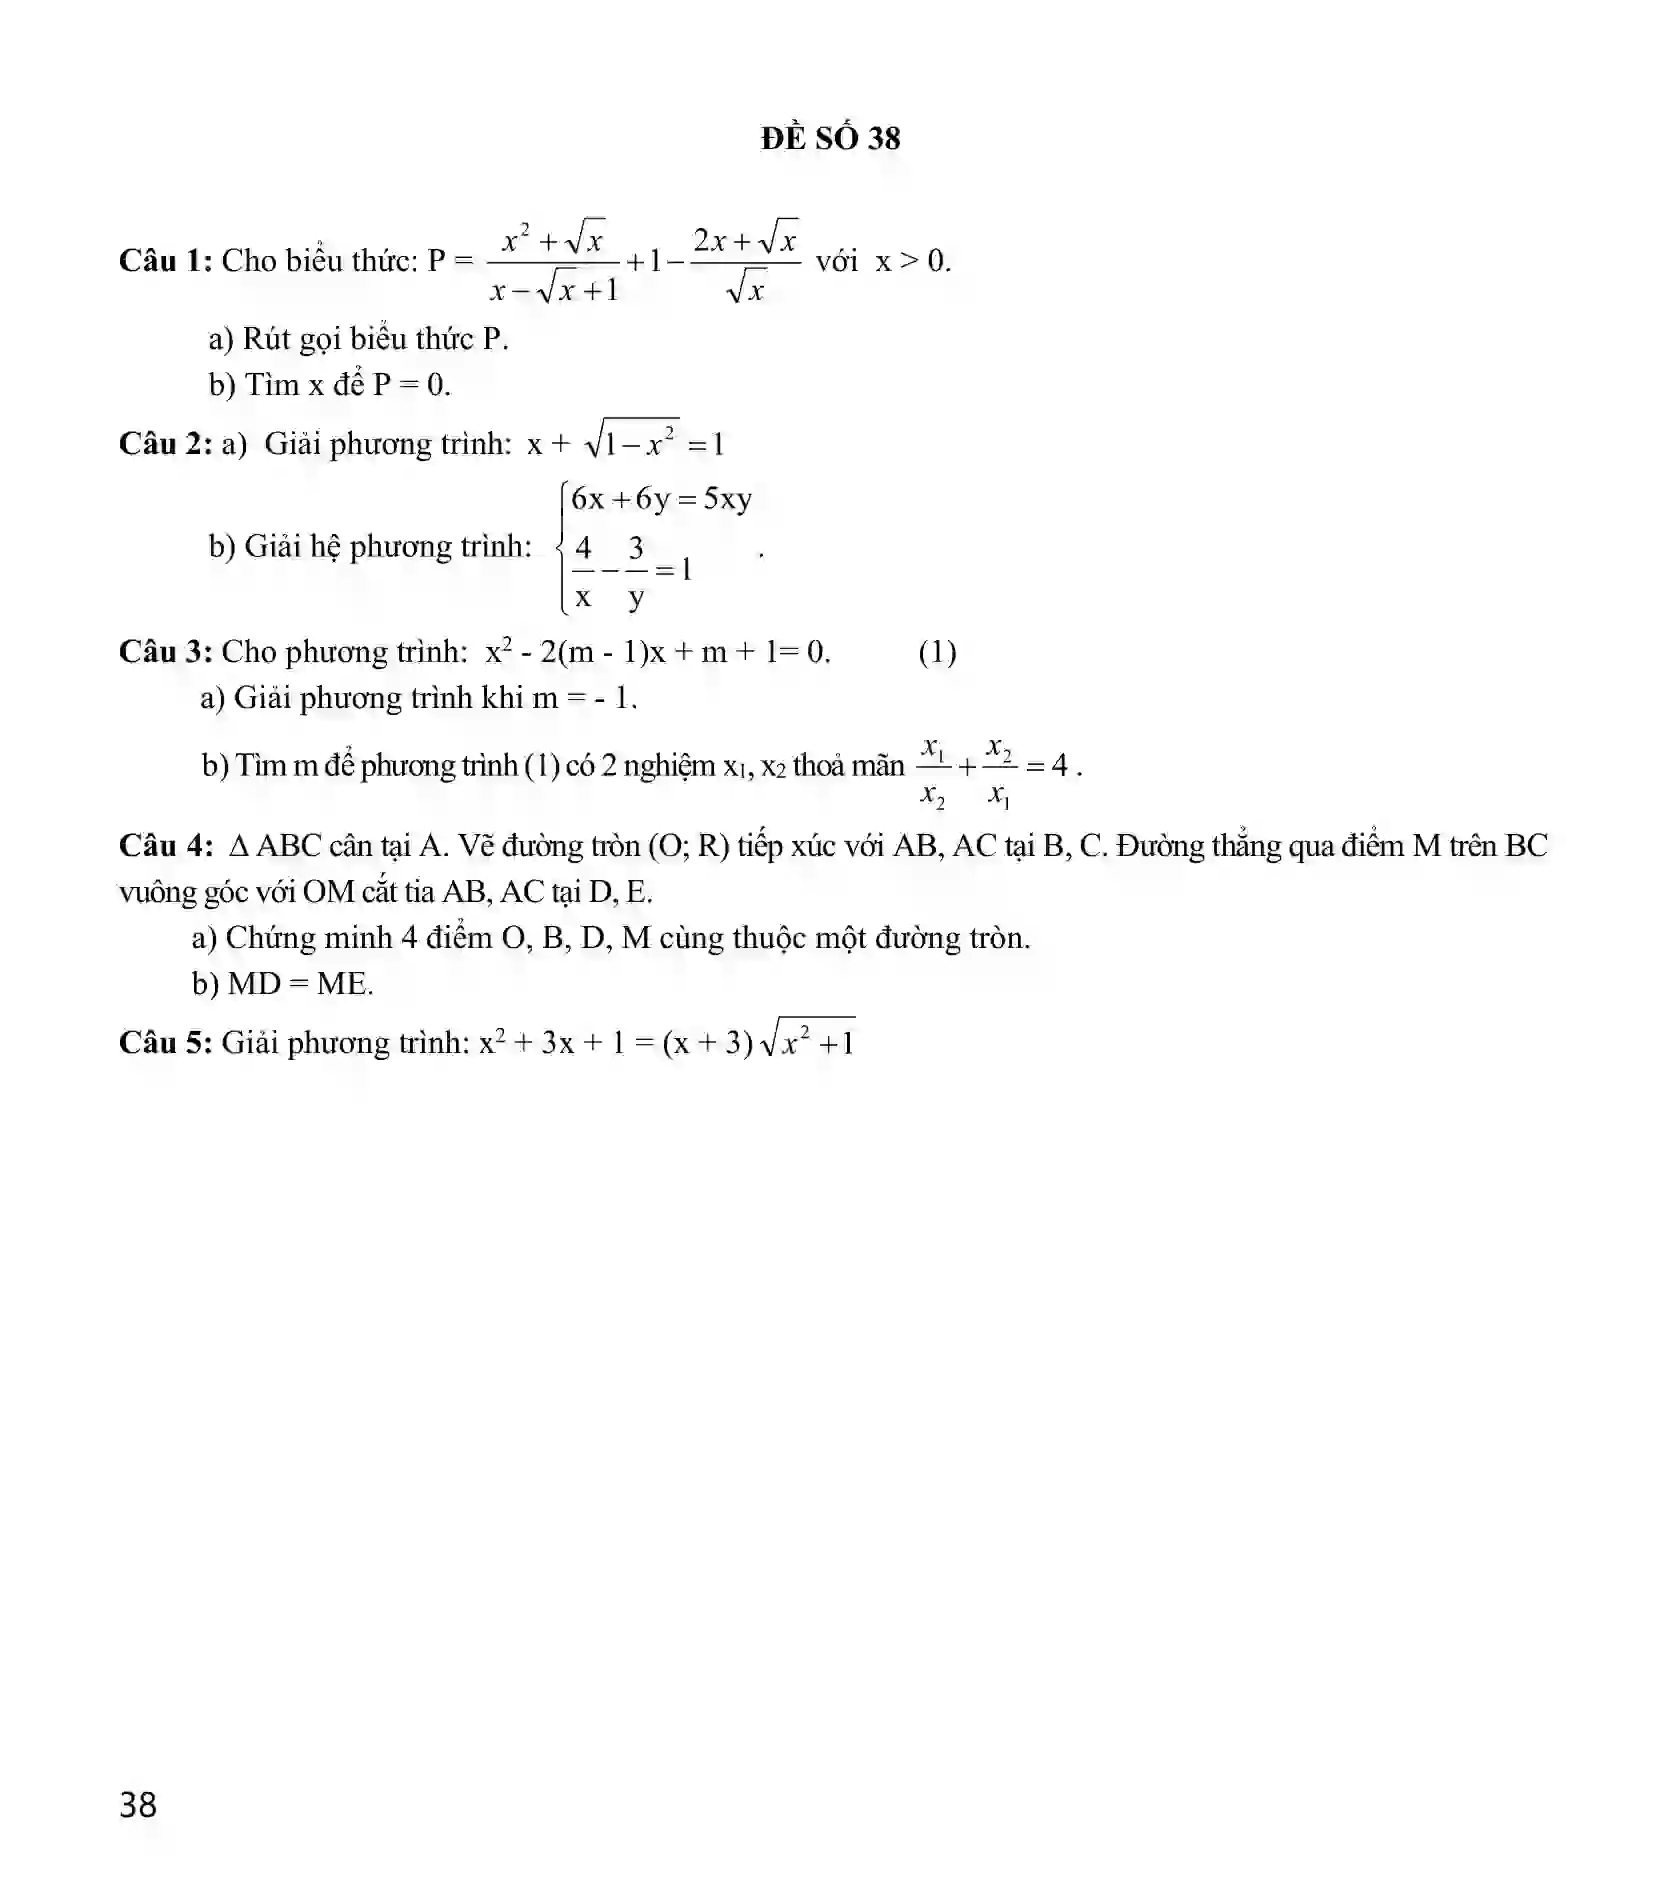 ĐỀ SỐ 38
Câu 1: Cho biểu thức: P = \frac{x^2+\sqrt{x}}{x-\sqrt{x}+1}+1-\frac{2x+\sqrt{x}}{\sqrt{x}} với x > 0.
a) Rút gọi biểu thức P.
b) Tìm x để P = 0.
Câu 2: a) Giải phương trình: x + \sqrt{1-x^2} = 1
b) Giải hệ phương trình: \begin{cases} 6x+6y=5xy \\ \frac{4}{x}-\frac{3}{y}=1 \end{cases}.
Câu 3: Cho phương trình: x² - 2(m - 1)x + m + 1= 0. (1)
a) Giải phương trình khi m = - 1.
b) Tìm m để phương trình (1) có 2 nghiệm x₁, x₂ thoả mãn \frac{x_1}{x_2}+\frac{x_2}{x_1}=4 .
Câu 4: Δ ABC cân tại A. Vẽ đường tròn (O; R) tiếp xúc với AB, AC tại B, C. Đường thẳng qua điểm M trên BC
vuông góc với OM cắt tia AB, AC tại D, E.
a) Chứng minh 4 điểm O, B, D, M cùng thuộc một đường tròn.
b) MD = ME.
Câu 5: Giải phương trình: x² + 3x + 1 = (x + 3)\sqrt{x^2+1}
38